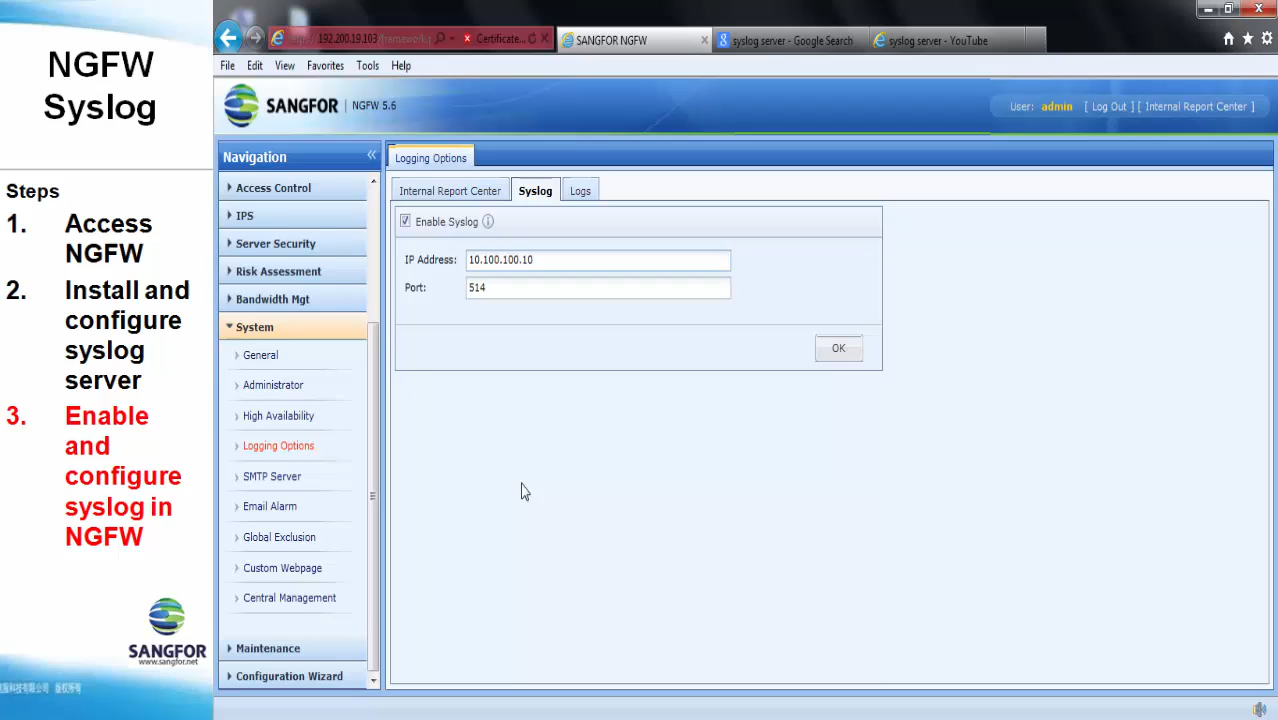 NGFW
Syslog
Steps
1. Access
NGFW
2. Install and
configure
syslog
server
3. Enable
and
configure
syslog in
NGFW
SANGFOR
www.sangfor.net
192.200.19.103
Certificate...
SANGFOR NGFW
syslog server - Google Search
syslog server - YouTube
File Edit View Favorites Tools Help
SANGFOR NGFW 5.6
User: admin [ Log Out ] [ Internal Report Center ]
Navigation
Access Control
IPS
Server Security
Risk Assessment
Bandwidth Mgt
System
General
Administrator
High Availability
Logging Options
SMTP Server
Email Alarm
Global Exclusion
Custom Webpage
Central Management
Maintenance
Configuration Wizard
Logging Options
Internal Report Center Syslog Logs
Enable Syslog
IP Address: 10.100.100.10
Port: 514
OK